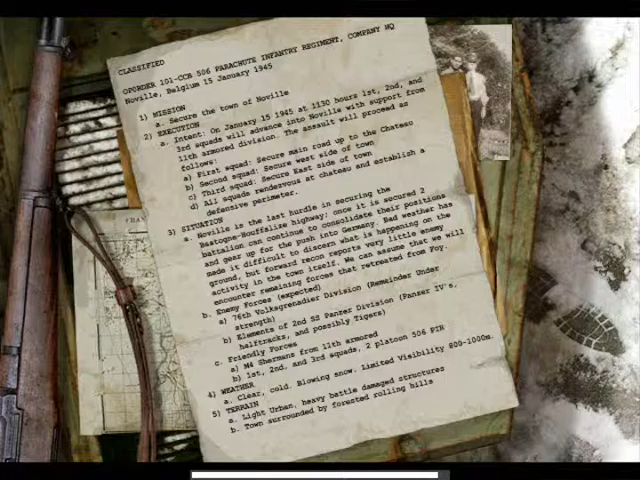 CLASSIFIED
OPORDER 101-CCB 506 PARACHUTE INFANTRY REGIMENT, COMPANY HQ
Noville, Belgium 15 January 1945
1) MISSION
a. Secure the town of Noville
2) EXECUTION
a. Intent: On January 15 1945 at 1130 hours 1st, 2nd, and
3rd squads will advance into Noville with support from
11th armored division. The assault will proceed as
follows:
a) First squad: Secure main road up to the Chateau
b) Second squad: Secure west side of town
c) Third squad: Secure East side of town
d) All squads rendezvous at chateau and establish a
defensive perimeter.
3) SITUATION
a. Noville is the last hurdle in securing the
Bastogne-Houffalize highway; once it is secured 2
battalion can continue to consolidate their positions
and gear up for the push into Germany. Bad weather has
made it difficult to discern what is happening on the
ground, but forward recon reports very little enemy
activity in the town itself. We can assume that we will
encounter remaining forces that retreated from Foy.
b. Enemy Forces (expected)
a) 76th Volksgrenadier Division (Remainder Under
strength)
b) Elements of 2nd SS Panzer Division (Panzer IV's,
halftracks, and possibly Tigers)
c. Friendly Forces
a) M4 Shermans from 11th armored
b) 1st, 2nd, and 3rd squads, 2 platoon 506 PIR
4) WEATHER
a. Clear, cold. Blowing snow. limited Visibility 800-1000m.
5) TERRAIN
a. Light Urban, heavy battle damaged structures
b. Town surrounded by forested rolling hills